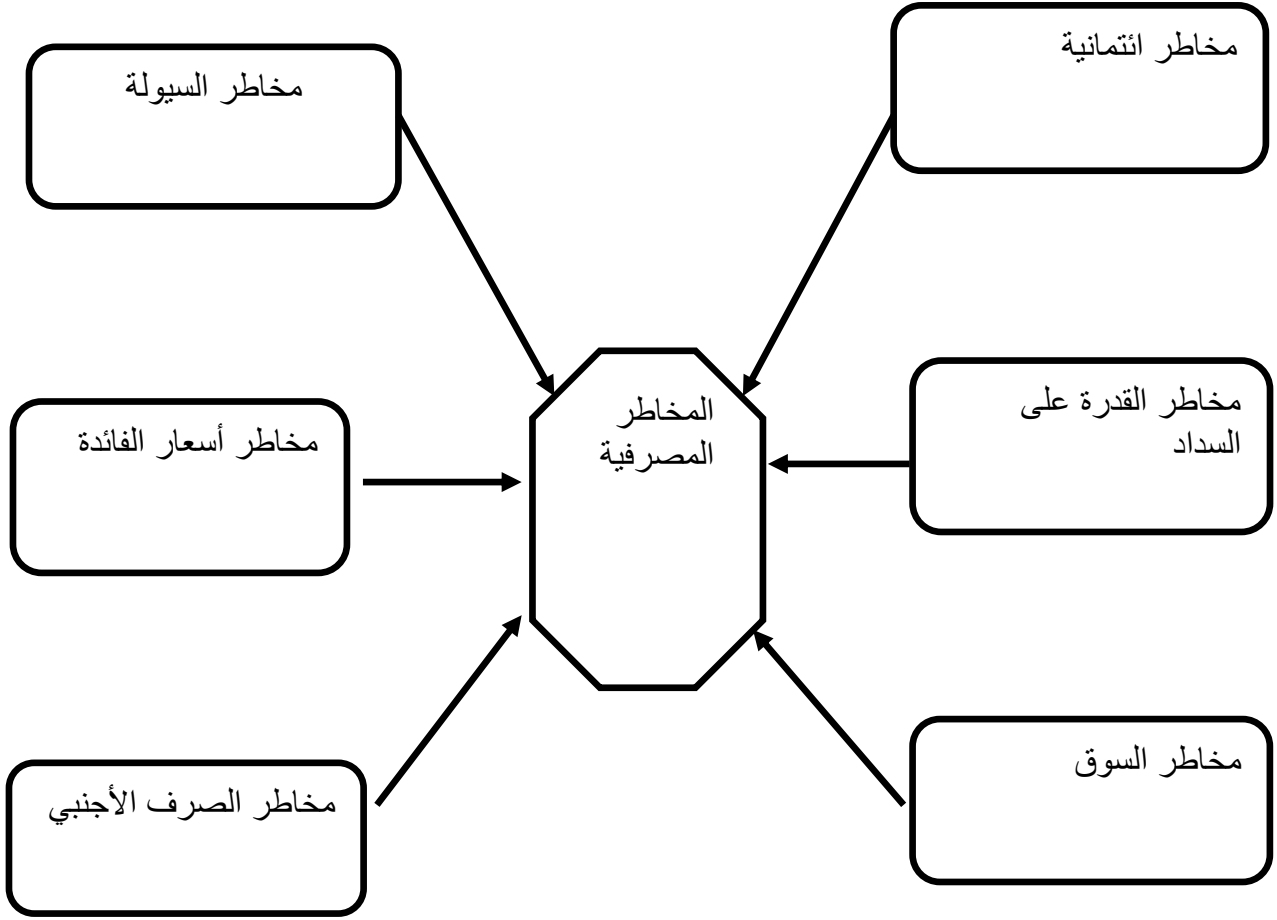 مخاطر ائتمانية
مخاطر السيولة
مخاطر القدرة على
السداد
المخاطر
المصرفية
مخاطر أسعار الفائدة
مخاطر السوق
مخاطر الصرف الأجنبي